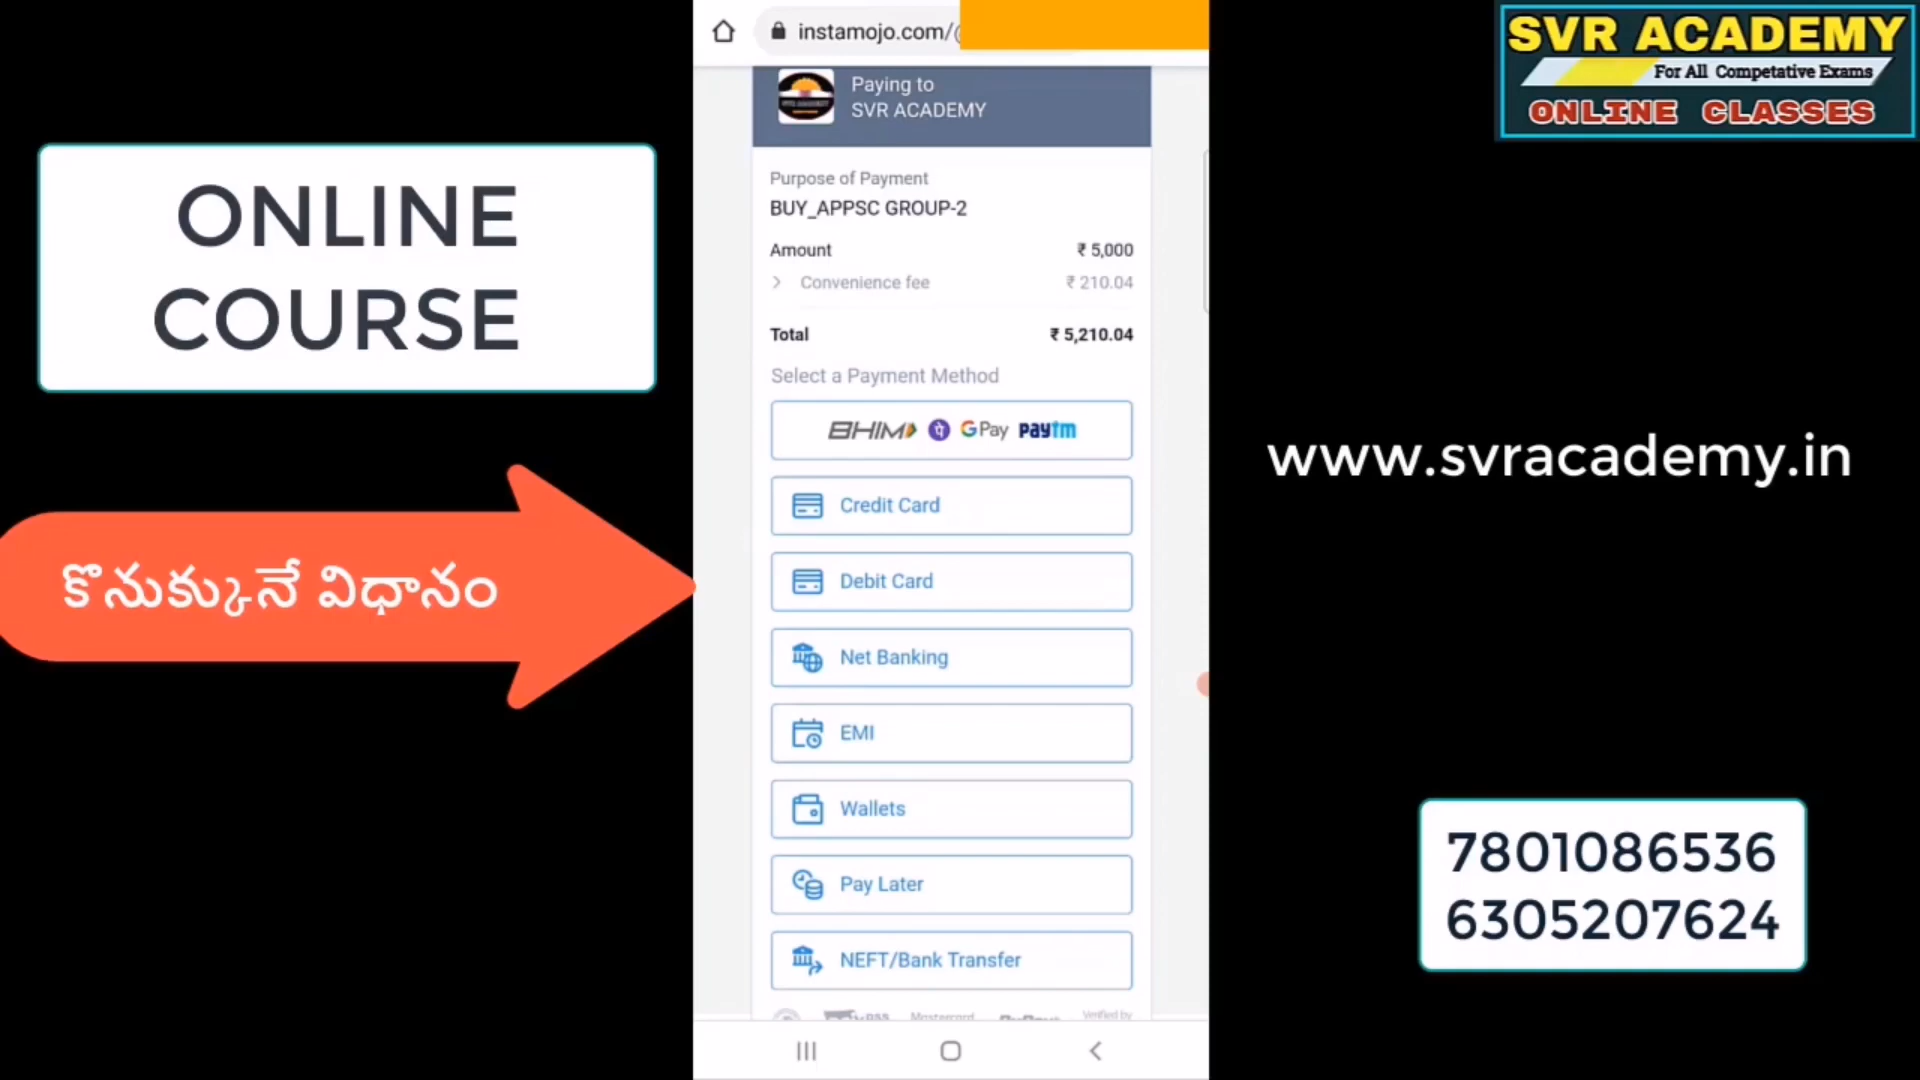 instamojo.com/@
SVR ACADEMY
For All Competative Exams
ONLINE CLASSES
Paying to
SVR ACADEMY
ONLINE
COURSE
Purpose of Payment
BUY_APPSC GROUP-2
Amount ₹ 5,000
Convenience fee ₹ 210.04
Total ₹ 5,210.04
Select a Payment Method
BHIM GPay paytm
Credit Card
www.svracademy.in
కొనుక్కునే విధానం
Debit Card
Net Banking
EMI
Wallets
Pay Later
NEFT/Bank Transfer
7801086536
6305207624
Verified by